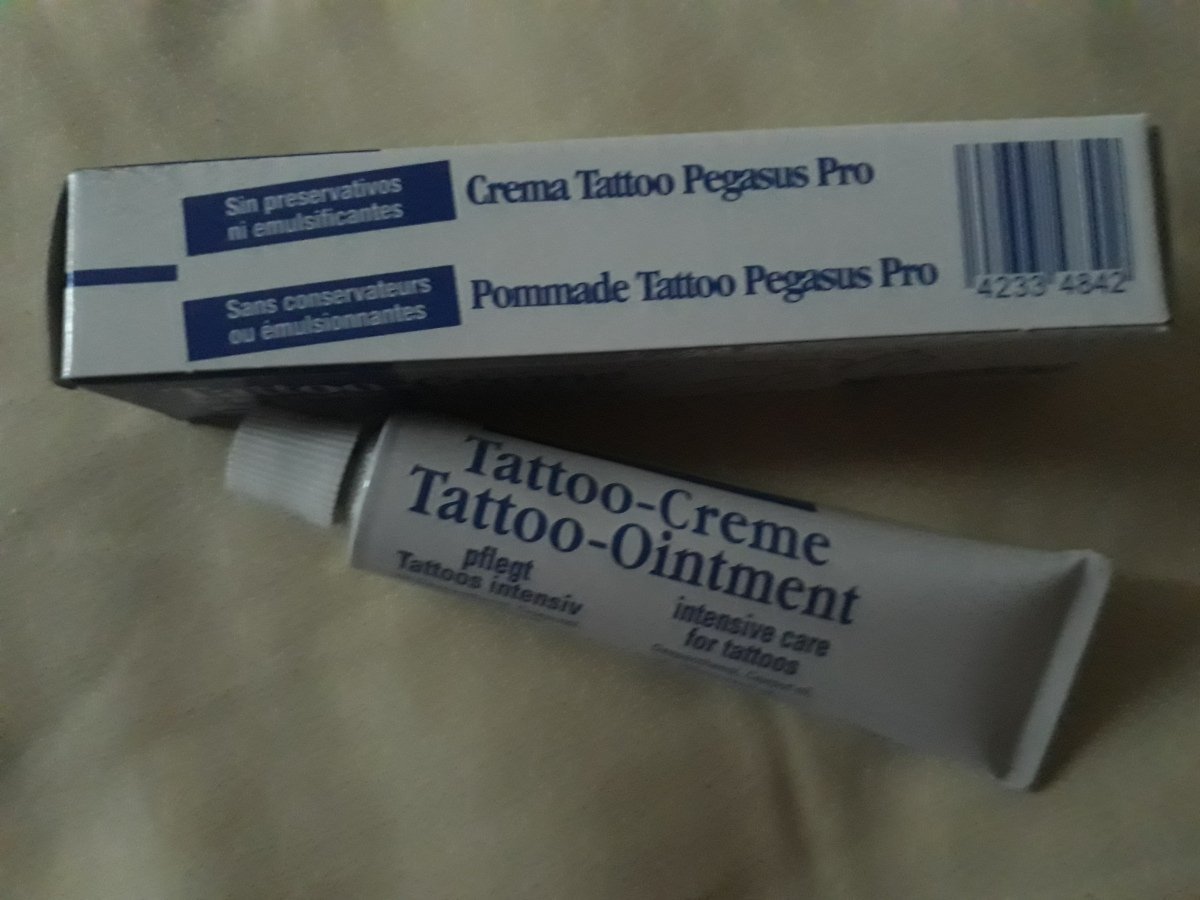 Sin preservativos
ni emulsificantes
Crema Tattoo Pegasus Pro
Sans conservateurs
ou émulsionnantes
Pommade Tattoo Pegasus Pro
4233 4842
Tattoo-Creme
Tattoo-Ointment
pflegt
Tattoos intensiv
intensive care
for tattoos